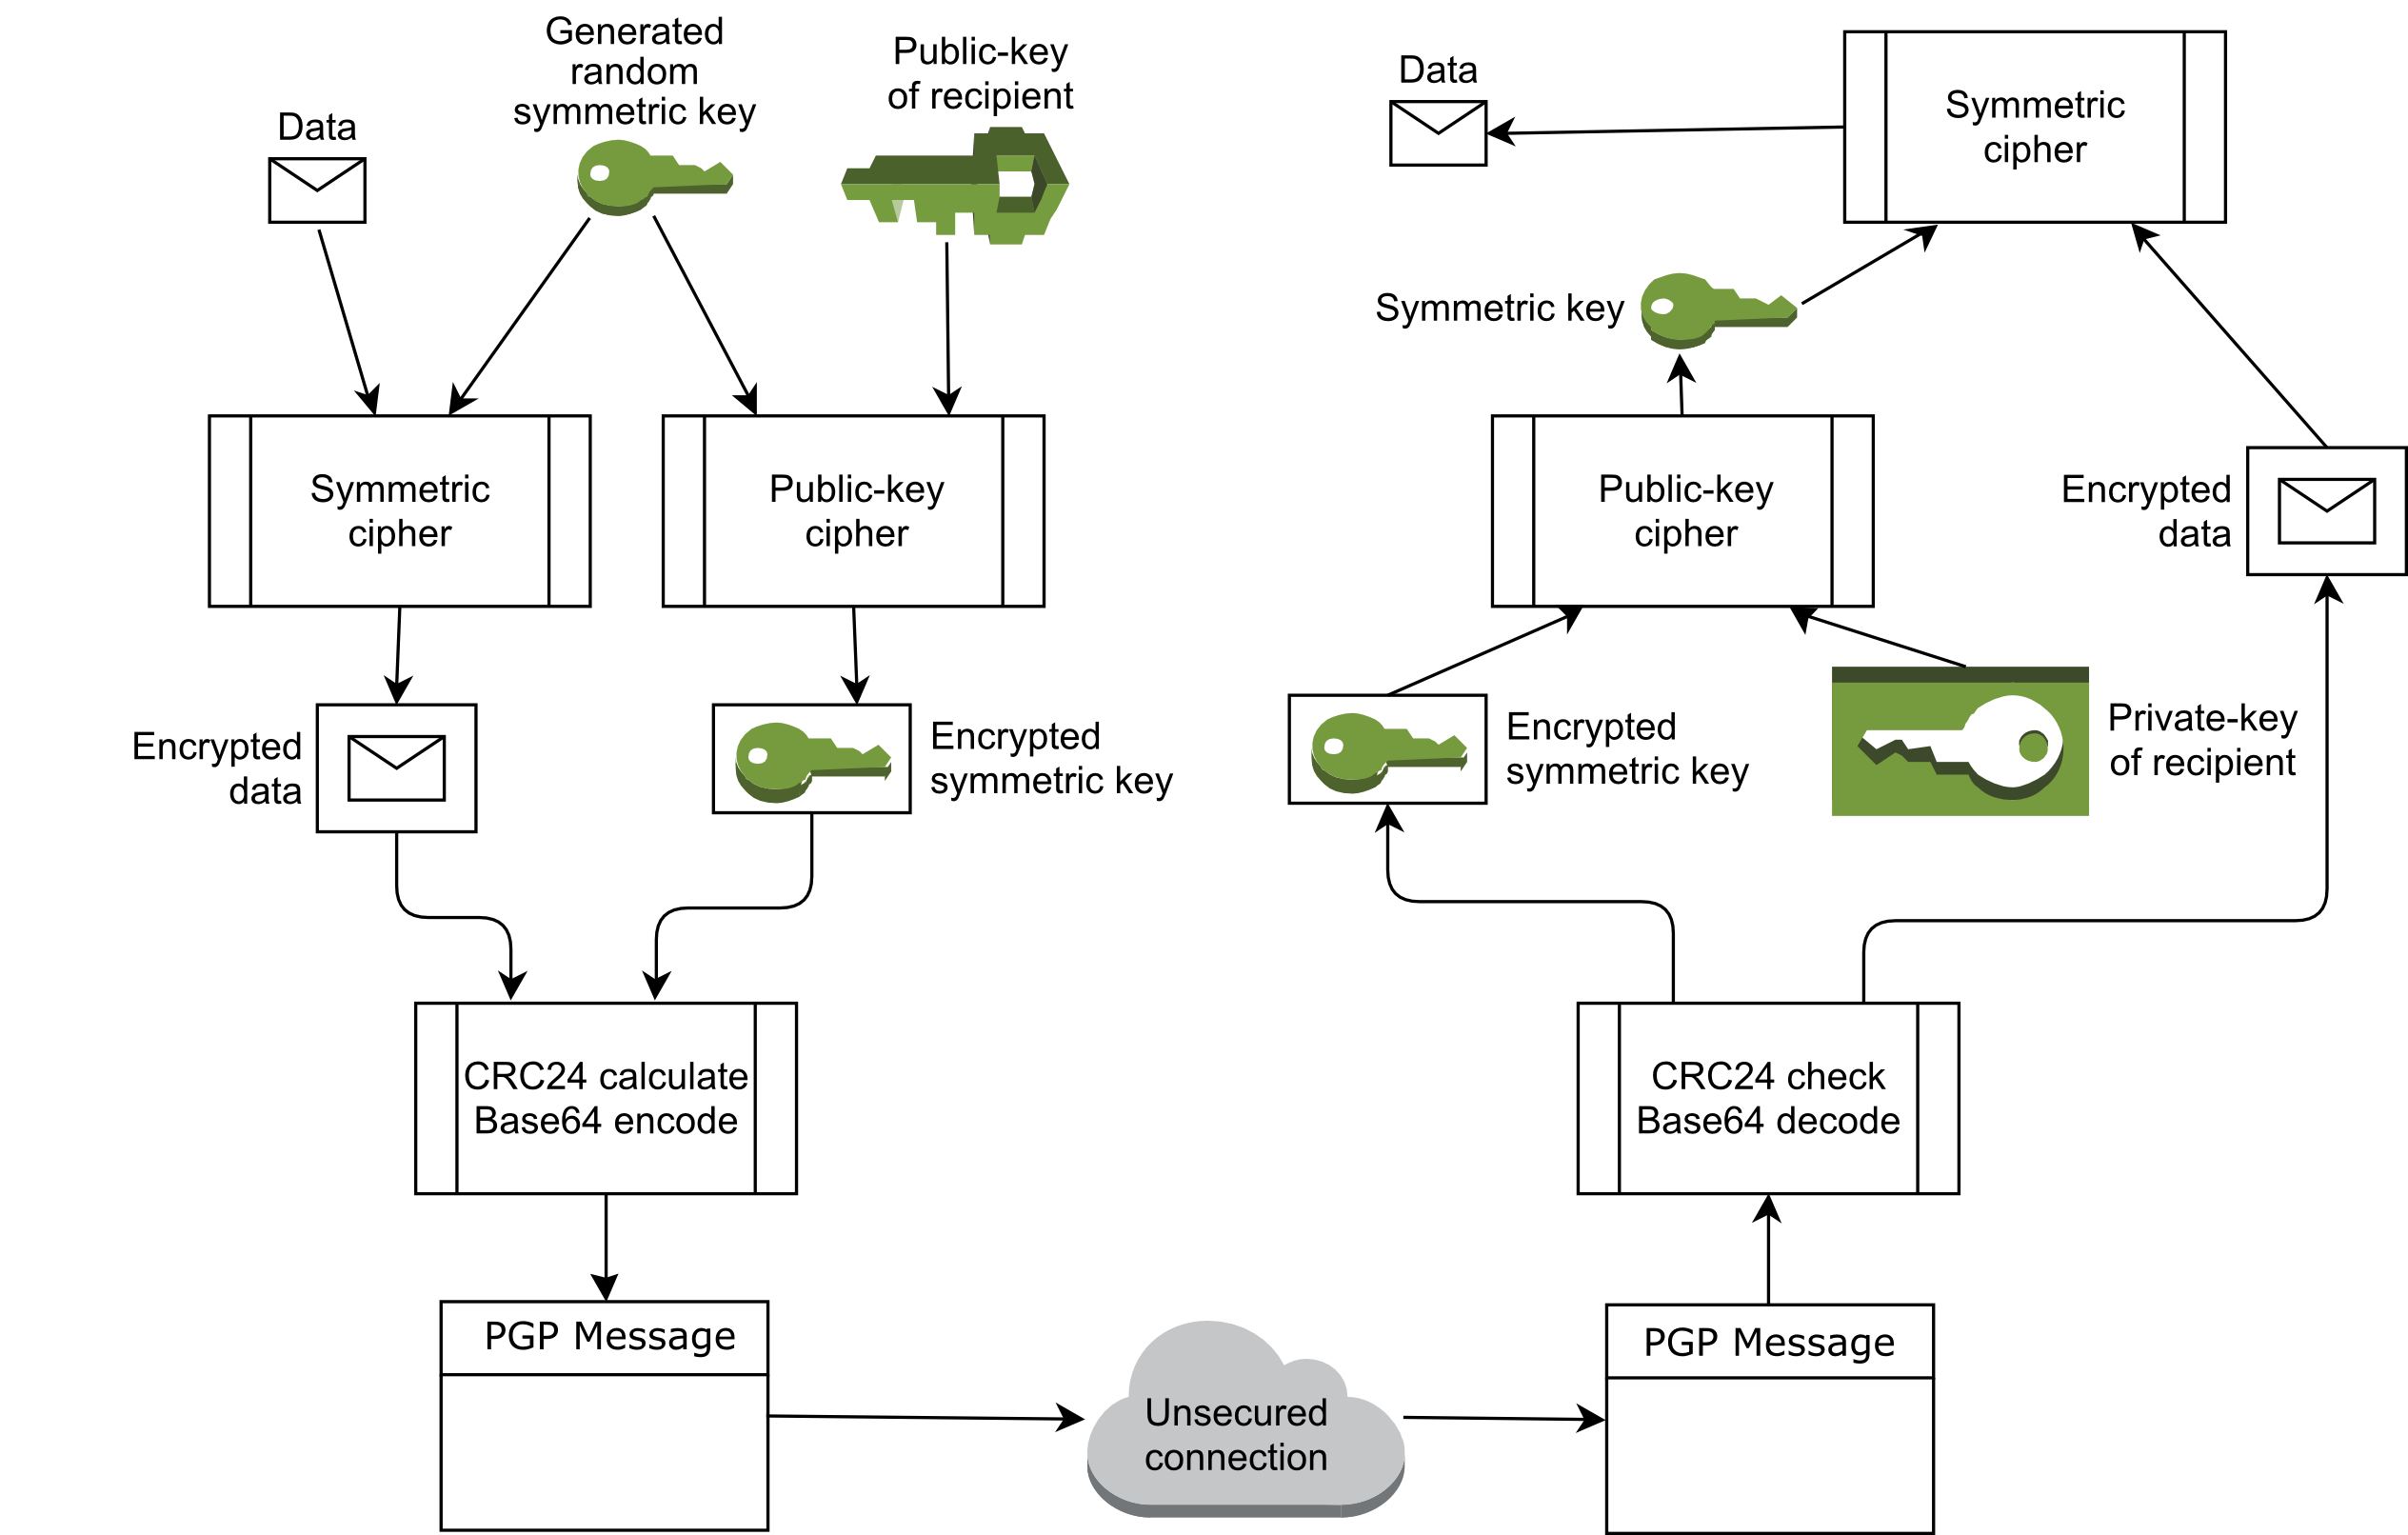 Generated
random
symmetric key
Public-key
of recipient
Data
Symmetric
cipher
Public-key
cipher
Encrypted
data
Encrypted
symmetric key
CRC24 calculate
Base64 encode
PGP Message
Unsecured
connection
PGP Message
CRC24 check
Base64 decode
Encrypted
symmetric key
Private-key
of recipient
Public-key
cipher
Encrypted
data
Symmetric key
Symmetric
cipher
Data